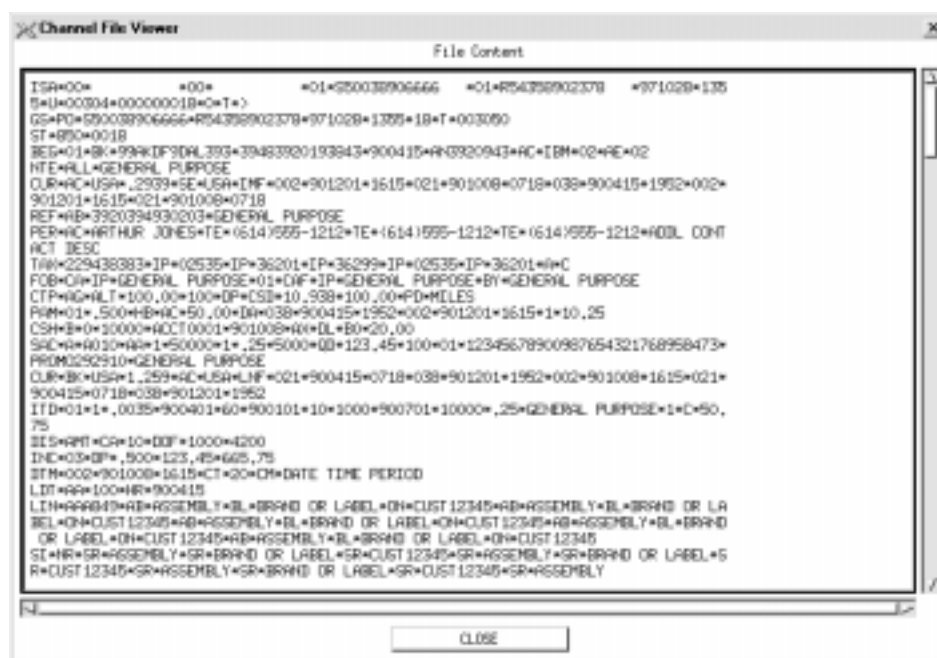 Channel File Viewer
File Content
ISA*00*          *00*          *01*S50038906666   *01*R54358902378   *971028*135
5*U*00304*000000018*0*T*>
GS*PO*S50038906666*R54358902378*971028*1355*18*T*003050
ST*850*0018
BEG*01*BK*99AKDF9DAL393*39483920193843*900415*AN3920943*AC*IBM*02*AE*02
NTE*ALL*GENERAL PURPOSE
CUR*AC*USA*.2939*SE*USA*IMF*002*901201*1615*021*901008*0718*038*900415*1952*002*
901201*1615*021*901008*0718
REF*AB*3920394930203*GENERAL PURPOSE
PER*AC*ARTHUR JONES*TE*(614)555-1212*TE*(614)555-1212*TE*(614)555-1212*ADDL CONT
ACT DESC
TAX*229438383*IP*02535*IP*36201*IP*36299*IP*02535*IP*36201*A*C
FOB*CA*IP*GENERAL PURPOSE*01*CAF*IP*GENERAL PURPOSE*BY*GENERAL PURPOSE
CTP*AG*ALT*100.00*100*DP*CSD*10.938*100.00*PD*MILES
PAM*01*.500*HB*AC*50.00*DA*038*900415*1952*002*901201*1615*1*10.25
CSH*B*0*10000*ACCT0001*901008*AX*DL*B0*20.00
SAC*A*A010*AA*1*50000*1*.25*5000*QD*123.45*100*01*123456789009876543217689584​73*
PROMO292910*GENERAL PURPOSE
CUR*BK*USA*1.259*AC*USA*LNF*021*900415*0718*038*901201*1952*002*901008*1615*021*
900415*0718*038*901201*1952
ITD*01*1*.0035*900401*60*900101*10*1000*900701*10000*.25*GENERAL PURPOSE*1*C*50.
75
DIS*AMT*CA*10*DOF*1000*4200
INC*03*DP*.500*123.45*665.75
DTM*002*901008*1615*CT*20*CM*DATE TIME PERIOD
LDT*AA*100*HR*900415
LIN*AAA849*AB*ASSEMBLY*BL*BRAND OR LABEL*ON*CUST12345*AB*ASSEMBLY*BL*BRAND OR LA
BEL*ON*CUST12345*AB*ASSEMBLY*BL*BRAND OR LABEL*ON*CUST12345*AB*ASSEMBLY*BL*BRAND
 OR LABEL*ON*CUST12345*AB*ASSEMBLY*BL*BRAND OR LABEL*ON*CUST12345
SI*HR*SR*ASSEMBLY*SR*BRAND OR LABEL*SR*CUST12345*SR*ASSEMBLY*SR*BRAND OR LABEL*S
R*CUST12345*SR*ASSEMBLY*SR*BRAND OR LABEL*SR*CUST12345*SR*ASSEMBLY
CLOSE